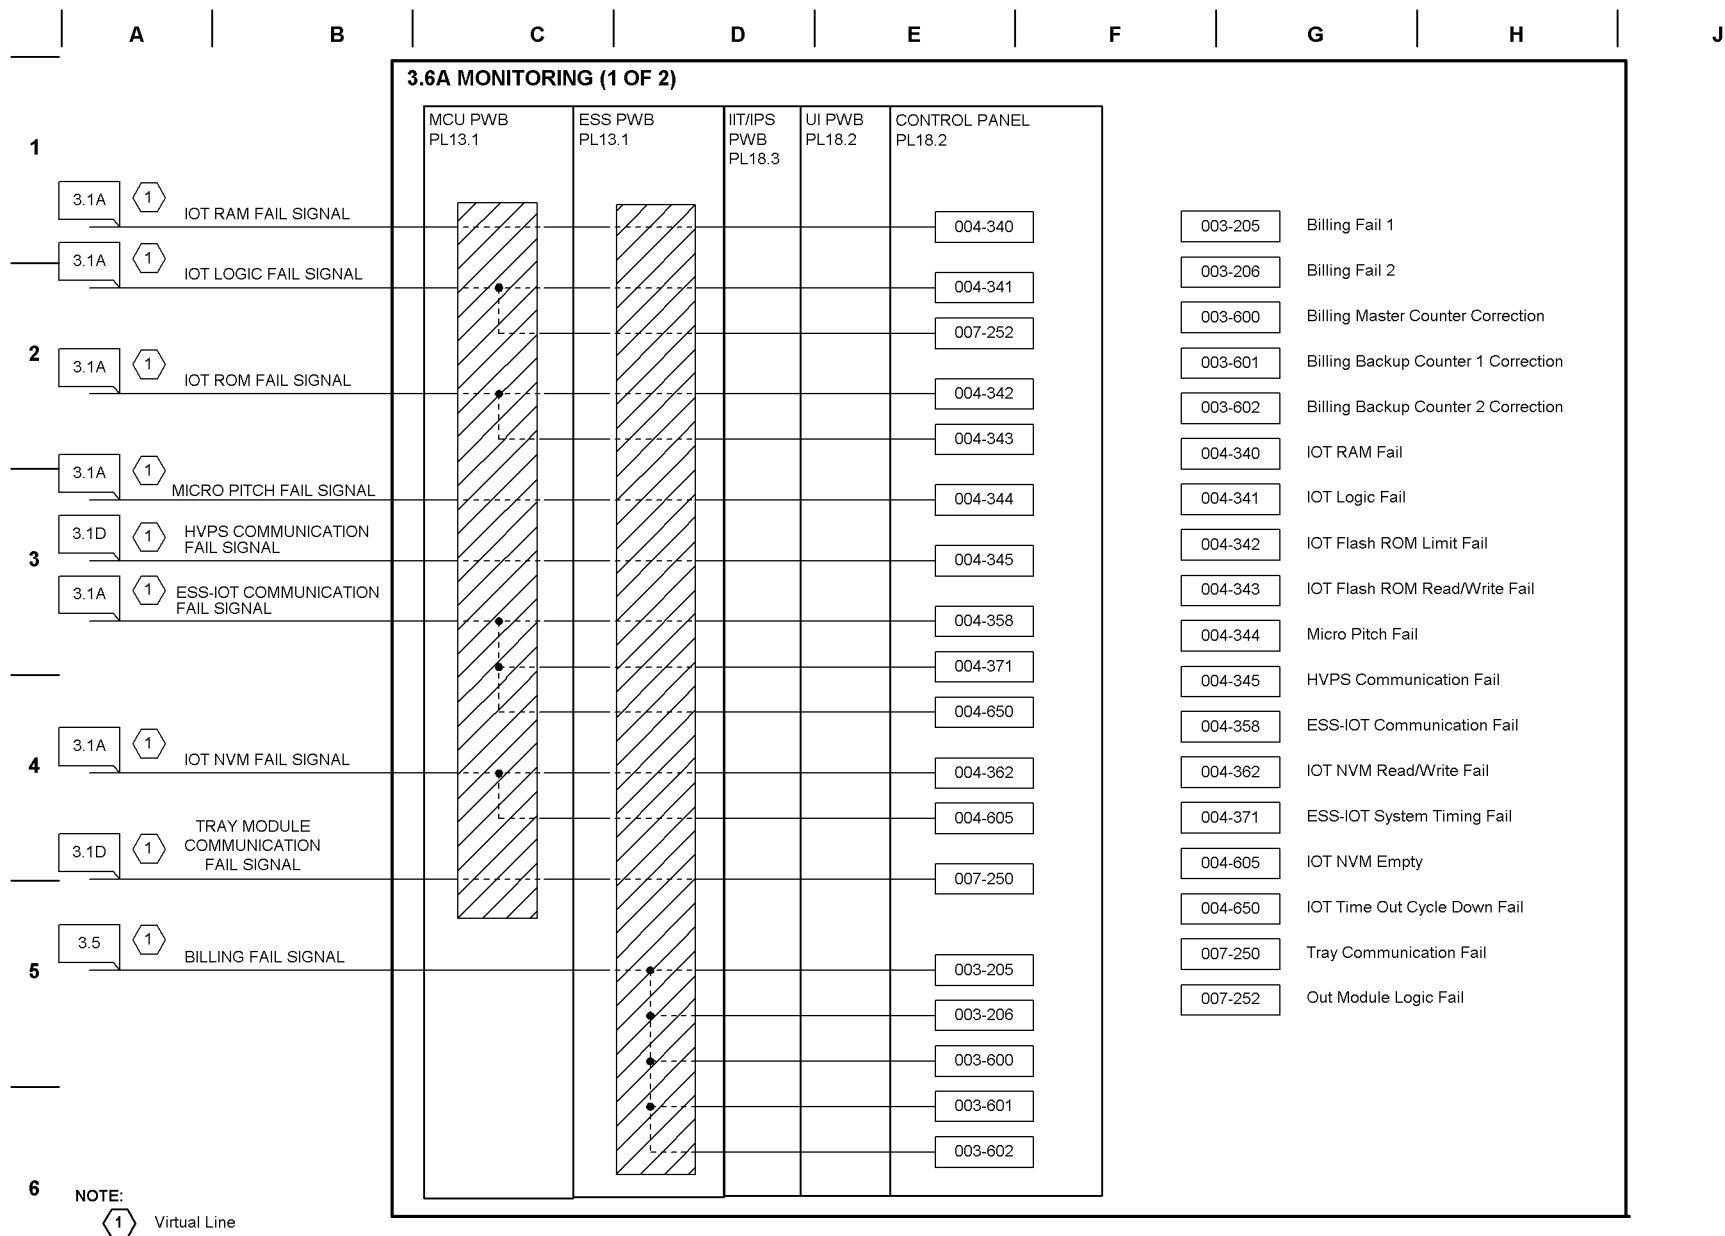 A B C D E F G H J
3.6A MONITORING (1 OF 2)
1
MCU PWB
PL13.1
ESS PWB
PL13.1
IIT/IPS
PWB
PL18.3
UI PWB
PL18.2
CONTROL PANEL
PL18.2
3.1A 1 IOT RAM FAIL SIGNAL 004-340
3.1A 1 IOT LOGIC FAIL SIGNAL 004-341
007-252
2
3.1A 1 IOT ROM FAIL SIGNAL 004-342
004-343
3.1A 1 MICRO PITCH FAIL SIGNAL 004-344
3
3.1D 1 HVPS COMMUNICATION
FAIL SIGNAL 004-345
3.1A 1 ESS-IOT COMMUNICATION
FAIL SIGNAL 004-358
004-371
004-650
4
3.1A 1 IOT NVM FAIL SIGNAL 004-362
004-605
3.1D 1 TRAY MODULE
COMMUNICATION
FAIL SIGNAL 007-250
5
3.5 1 BILLING FAIL SIGNAL 003-205
003-206
003-600
003-601
003-602
003-205 Billing Fail 1
003-206 Billing Fail 2
003-600 Billing Master Counter Correction
003-601 Billing Backup Counter 1 Correction
003-602 Billing Backup Counter 2 Correction
004-340 IOT RAM Fail
004-341 IOT Logic Fail
004-342 IOT Flash ROM Limit Fail
004-343 IOT Flash ROM Read/Write Fail
004-344 Micro Pitch Fail
004-345 HVPS Communication Fail
004-358 ESS-IOT Communication Fail
004-362 IOT NVM Read/Write Fail
004-371 ESS-IOT System Timing Fail
004-605 IOT NVM Empty
004-650 IOT Time Out Cycle Down Fail
007-250 Tray Communication Fail
007-252 Out Module Logic Fail
6
NOTE:
1 Virtual Line